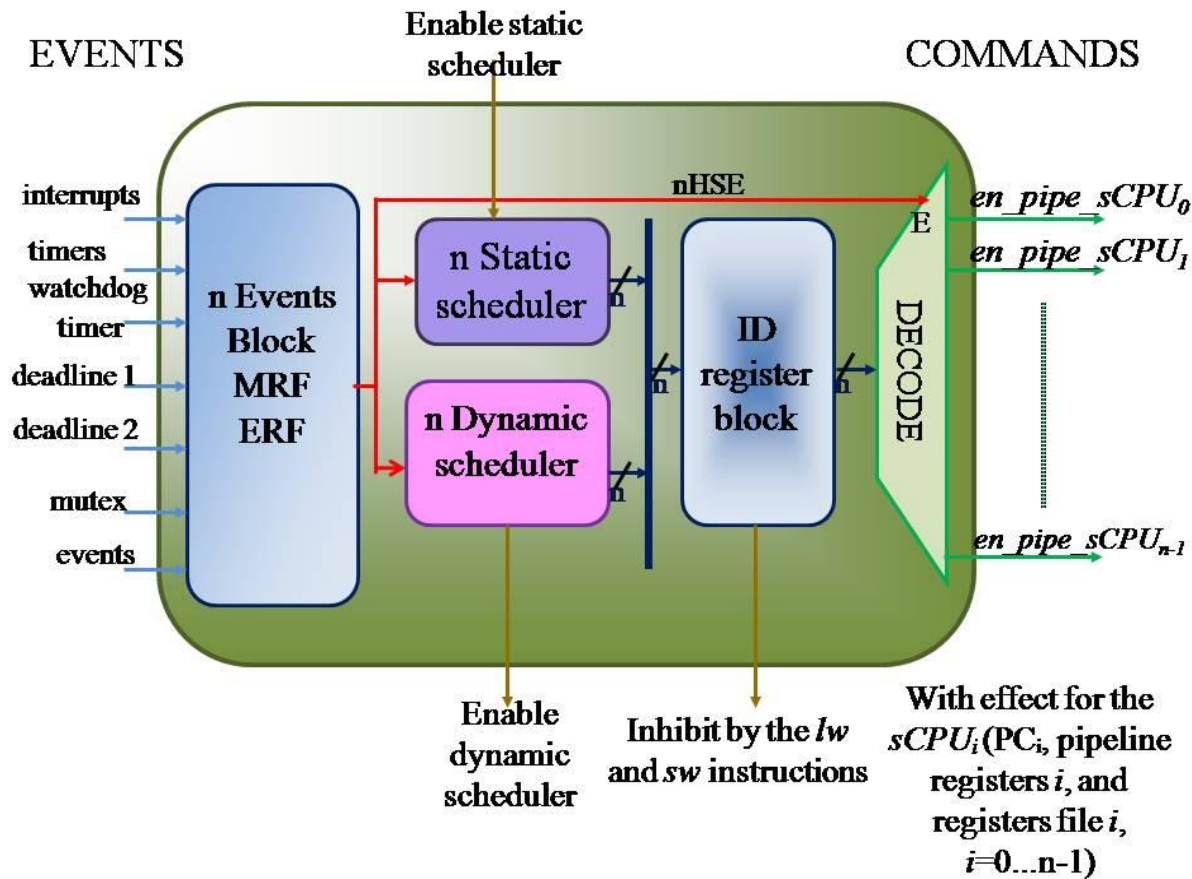 EVENTS
Enable static
scheduler
COMMANDS
interrupts
timers
watchdog
timer
deadline 1
deadline 2
mutex
events
n Events
Block
MRF
ERF
nHSE
n Static
scheduler
n
n Dynamic
scheduler
n
n
ID
register
block
n
E
DECODE
en_pipe_sCPU0
en_pipe_sCPU1
en_pipe_sCPUn-1
Enable
dynamic
scheduler
Inhibit by the lw
and sw instructions
With effect for the
sCPUi (PCi, pipeline
registers i, and
registers file i,
i=0...n-1)